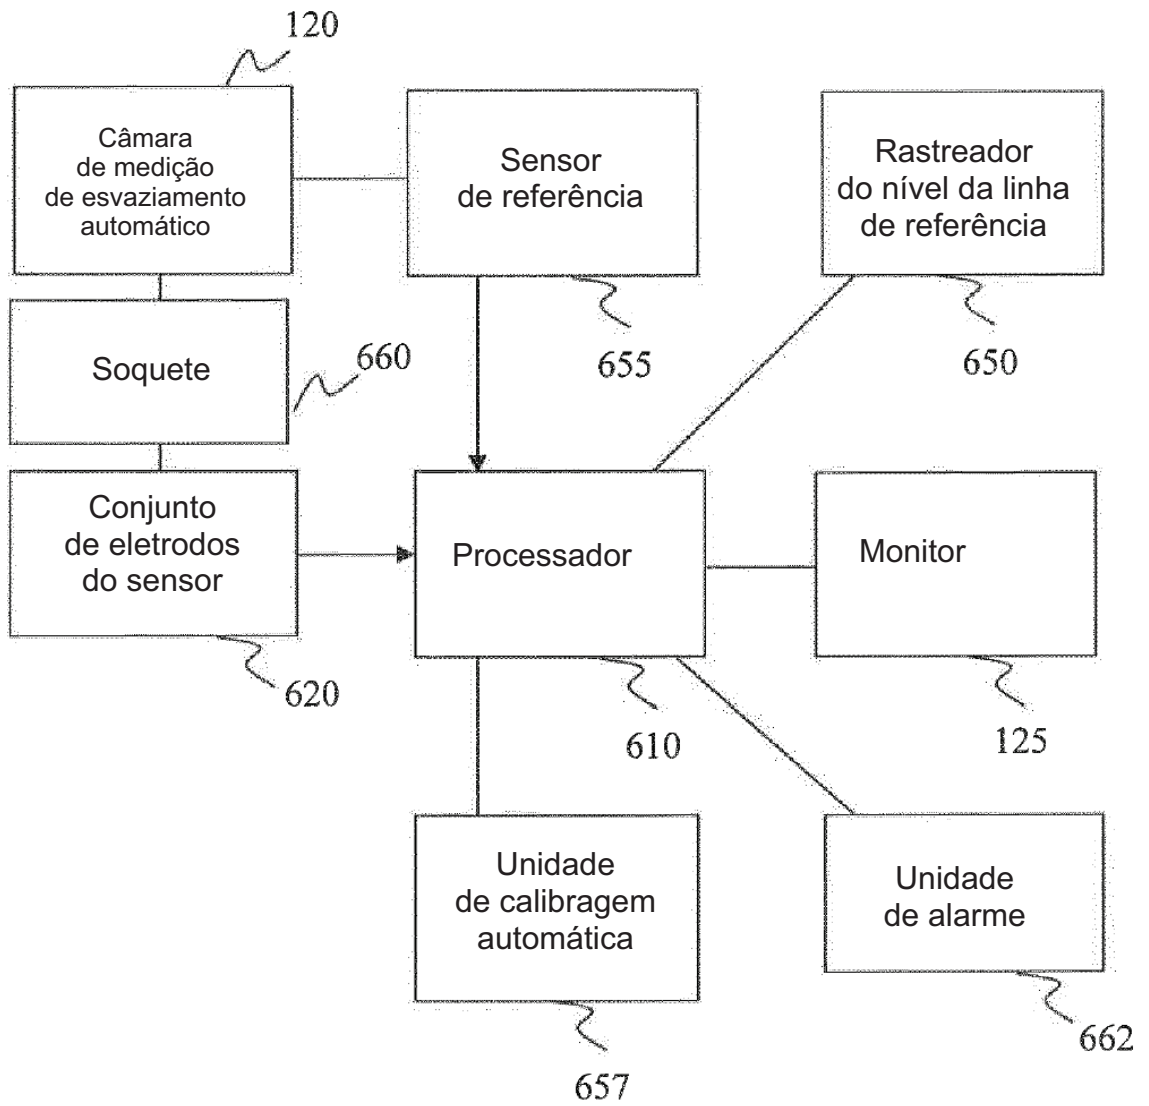 120
Câmara
de medição
de esvaziamento
automático
Sensor
de referência
Rastreador
do nível da linha
de referência
655
650
Soquete
660
Conjunto
de eletrodos
do sensor
620
Processador
610
Monitor
125
Unidade
de calibragem
automática
657
Unidade
de alarme
662